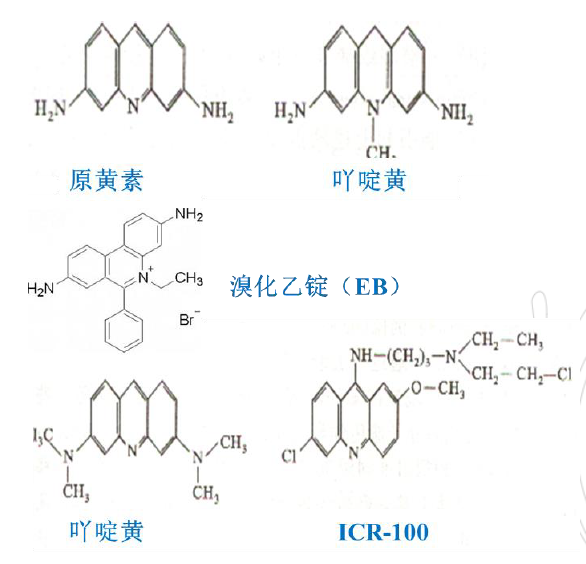 H₂N N NH₂
H₂N N NH₂
CH₃
原黄素 吖啶黄
NH₂
N⁺ CH₃
H₂N
Br⁻
溴化乙锭（EB）
NH—(CH₂)₃—N
CH₂—CH₃
CH₂—CH₂—Cl
O—CH₃
Cl N
H₃C N N N CH₃
CH₃ CH₃
吖啶黄 ICR-100